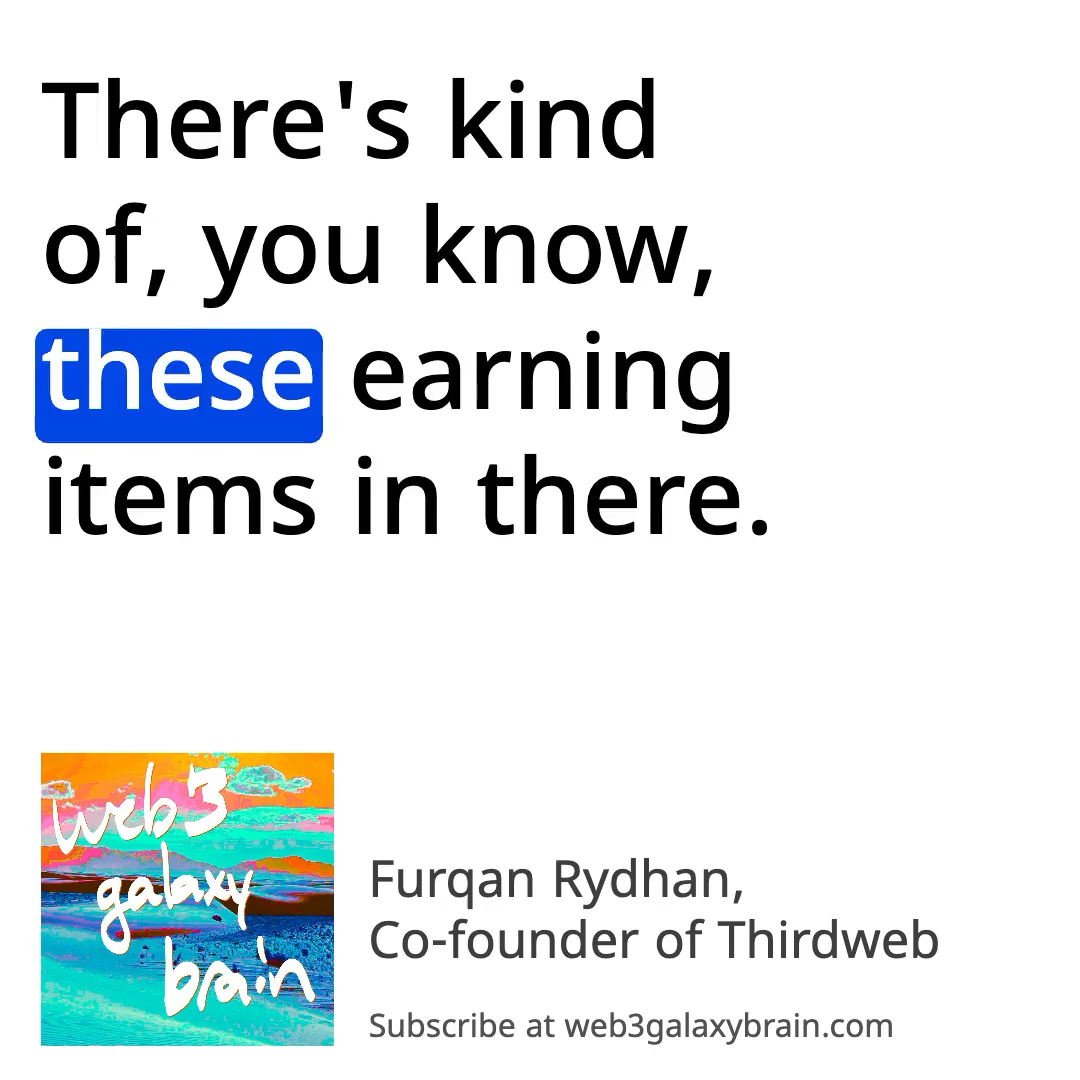 There's kind
of, you know,
these earning
items in there.
web3
galaxy
brain
Furqan Rydhan,
Co-founder of Thirdweb
Subscribe at web3galaxybrain.com